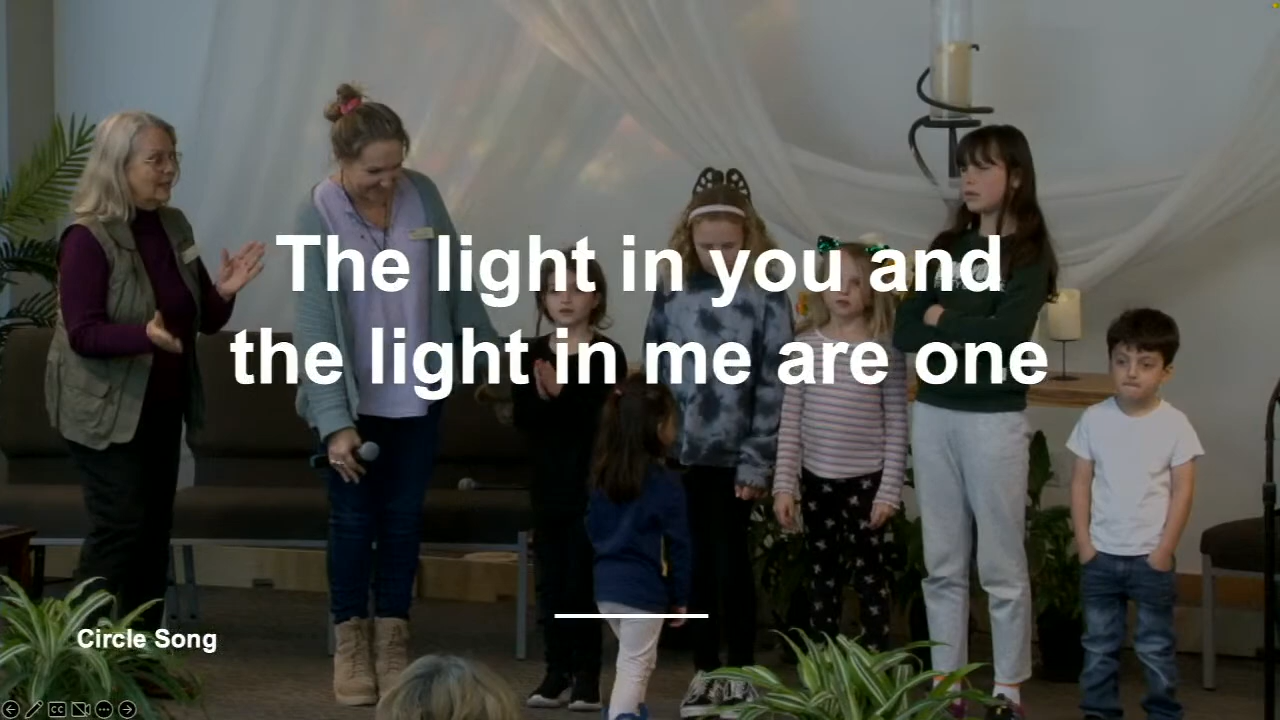 The light in you and
the light in me are one
Circle Song